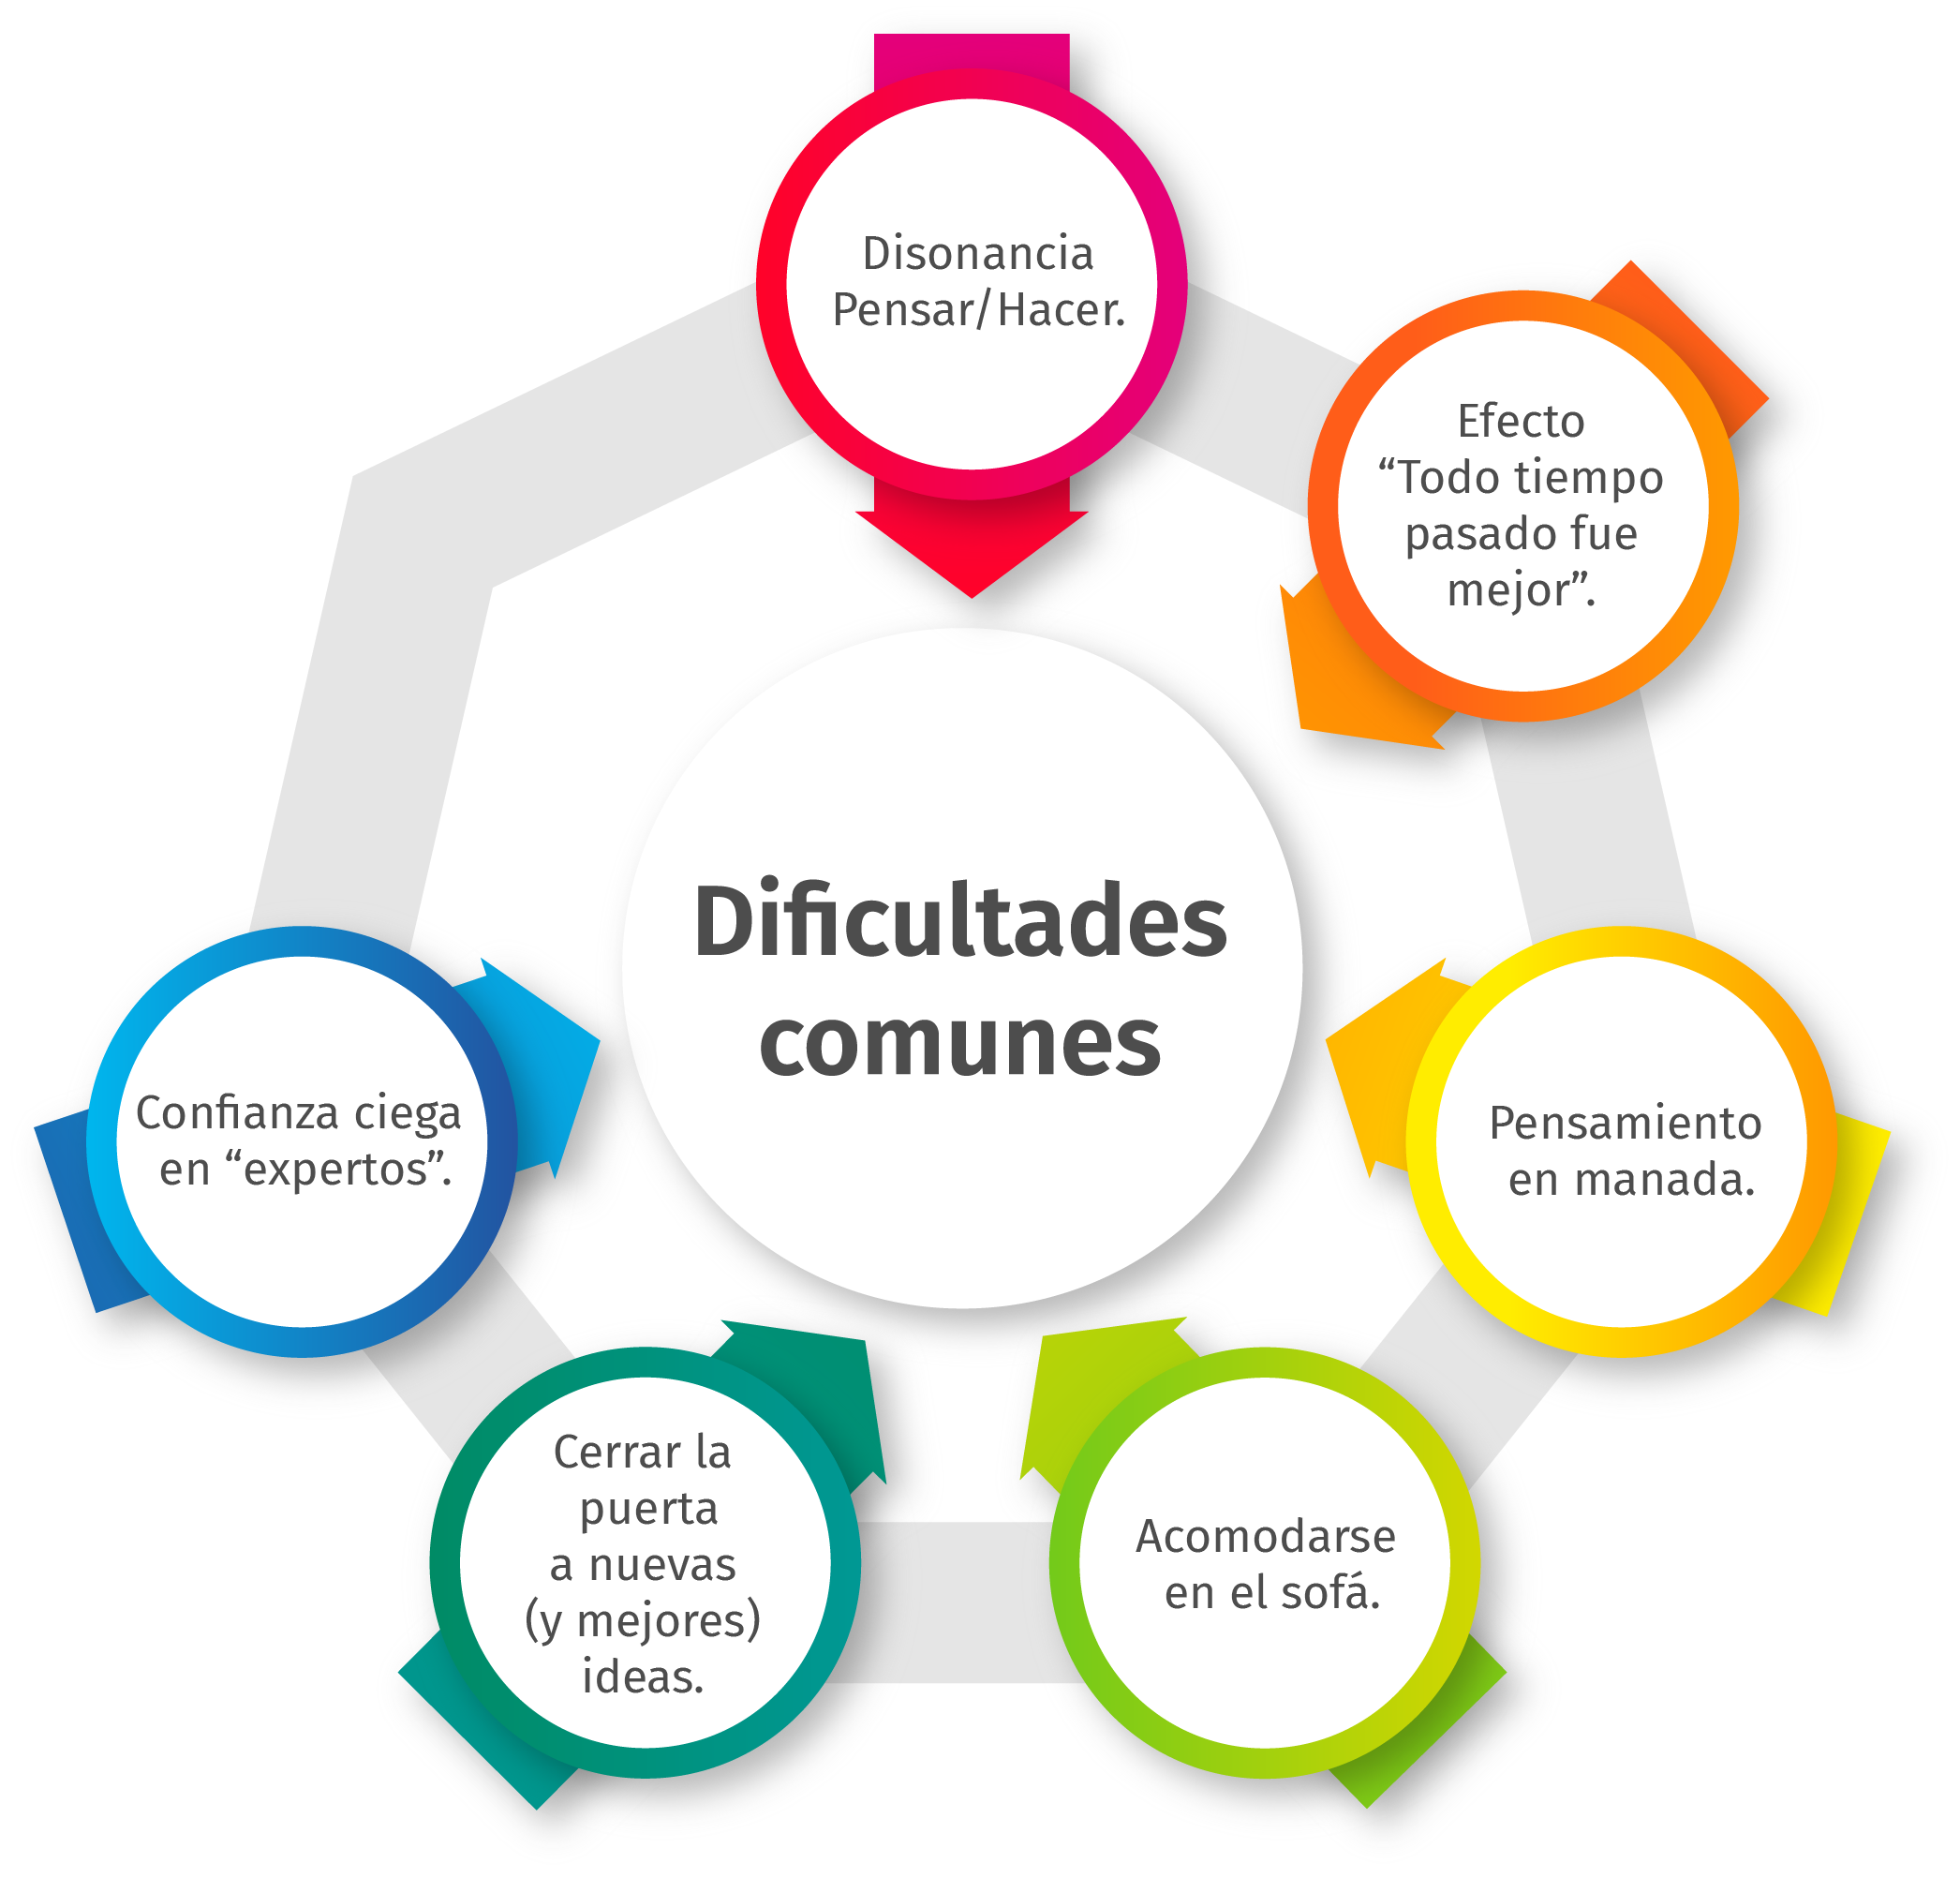 Disonancia
Pensar/Hacer.
Efecto
“Todo tiempo
pasado fue
mejor”.
Dificultades
comunes
Pensamiento
en manada.
Confianza ciega
en “expertos”.
Acomodarse
en el sofá.
Cerrar la
puerta
a nuevas
(y mejores)
ideas.